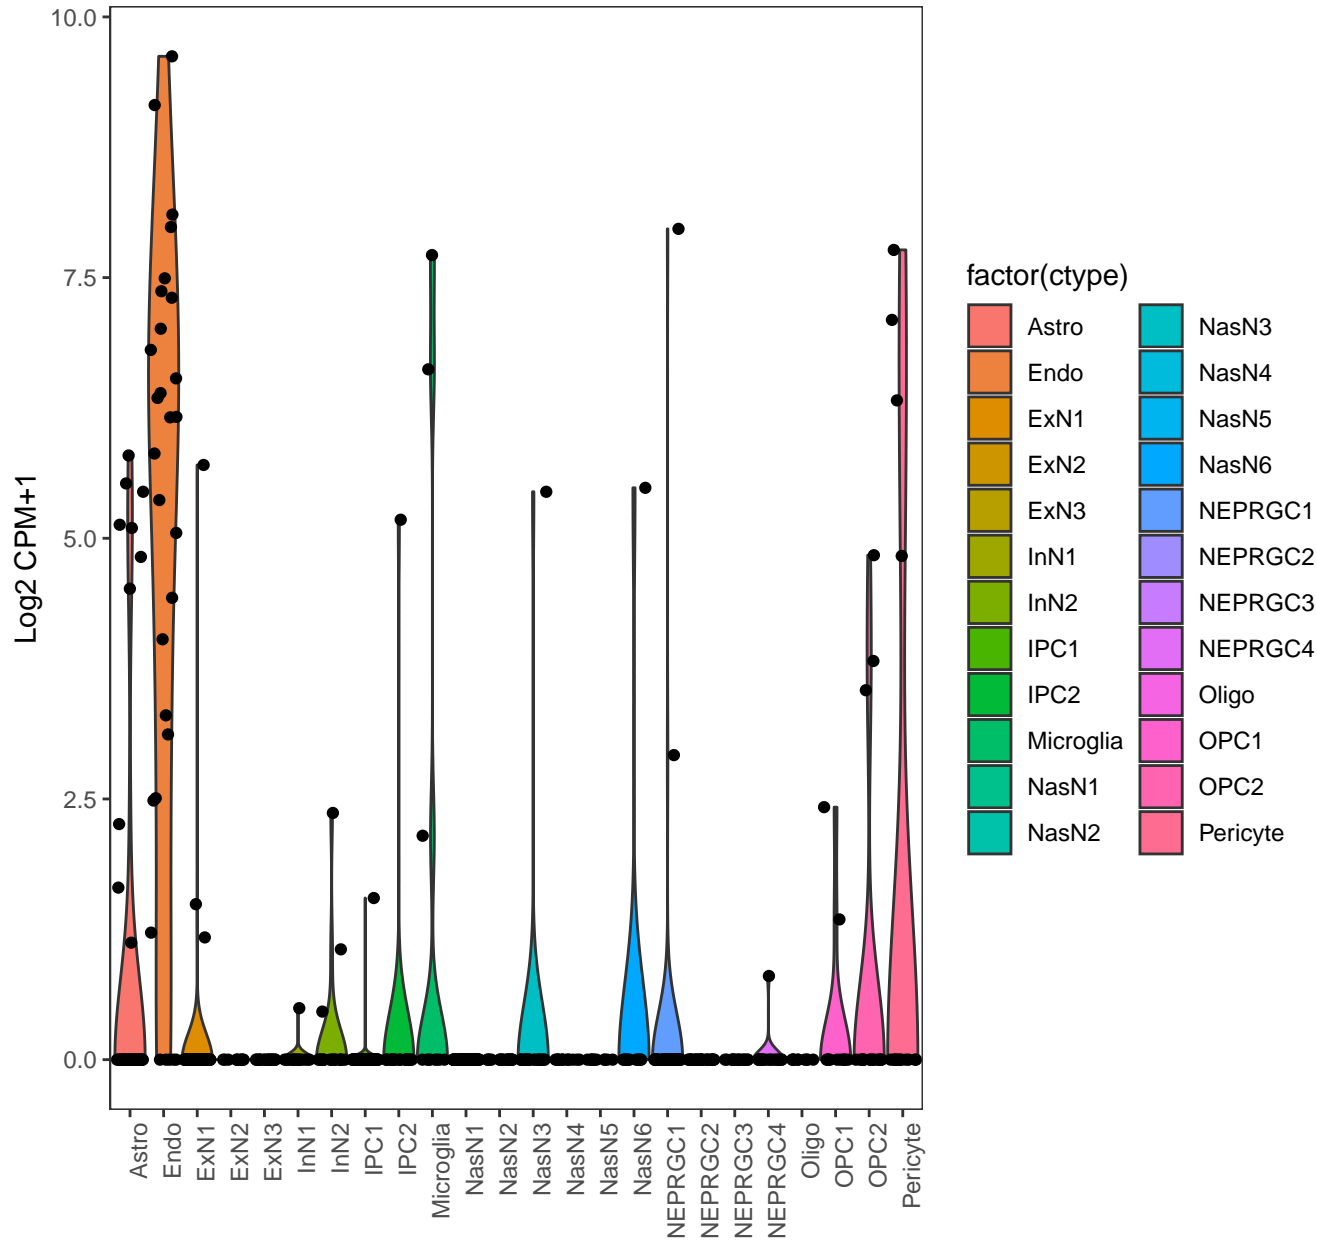 10.0
7.5
5.0
2.5
0.0
Log2 CPM+1
Astro
Endo
ExN1
ExN2
ExN3
InN1
InN2
IPC1
IPC2
Microglia
NasN1
NasN2
NasN3
NasN4
NasN5
NasN6
NEPRGC1
NEPRGC2
NEPRGC3
NEPRGC4
Oligo
OPC1
OPC2
Pericyte
factor(ctype)
Astro
Endo
ExN1
ExN2
ExN3
InN1
InN2
IPC1
IPC2
Microglia
NasN1
NasN2
NasN3
NasN4
NasN5
NasN6
NEPRGC1
NEPRGC2
NEPRGC3
NEPRGC4
Oligo
OPC1
OPC2
Pericyte